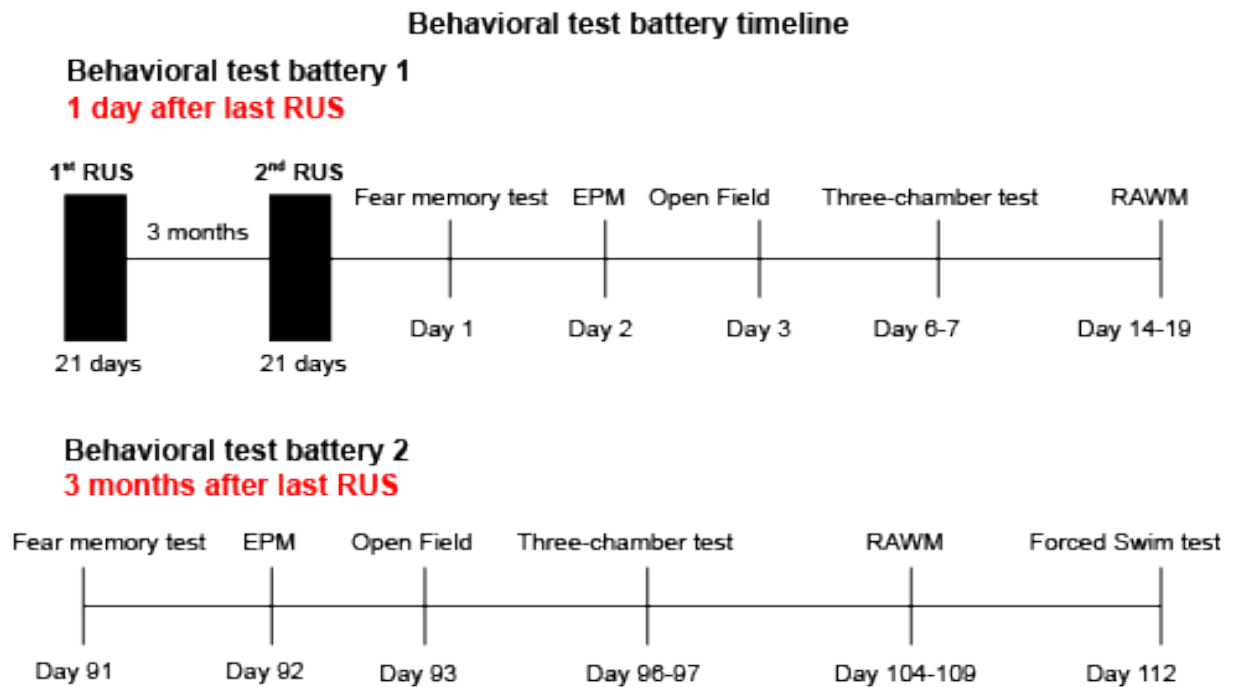 Behavioral test battery timeline
Behavioral test battery 1
1 day after last RUS
1st RUS
2nd RUS
3 months
Fear memory test EPM Open Field Three-chamber test RAWM
Day 1 Day 2 Day 3 Day 6-7 Day 14-19
21 days 21 days
Behavioral test battery 2
3 months after last RUS
Fear memory test EPM Open Field Three-chamber test RAWM Forced Swim test
Day 91 Day 92 Day 93 Day 96-97 Day 104-109 Day 112